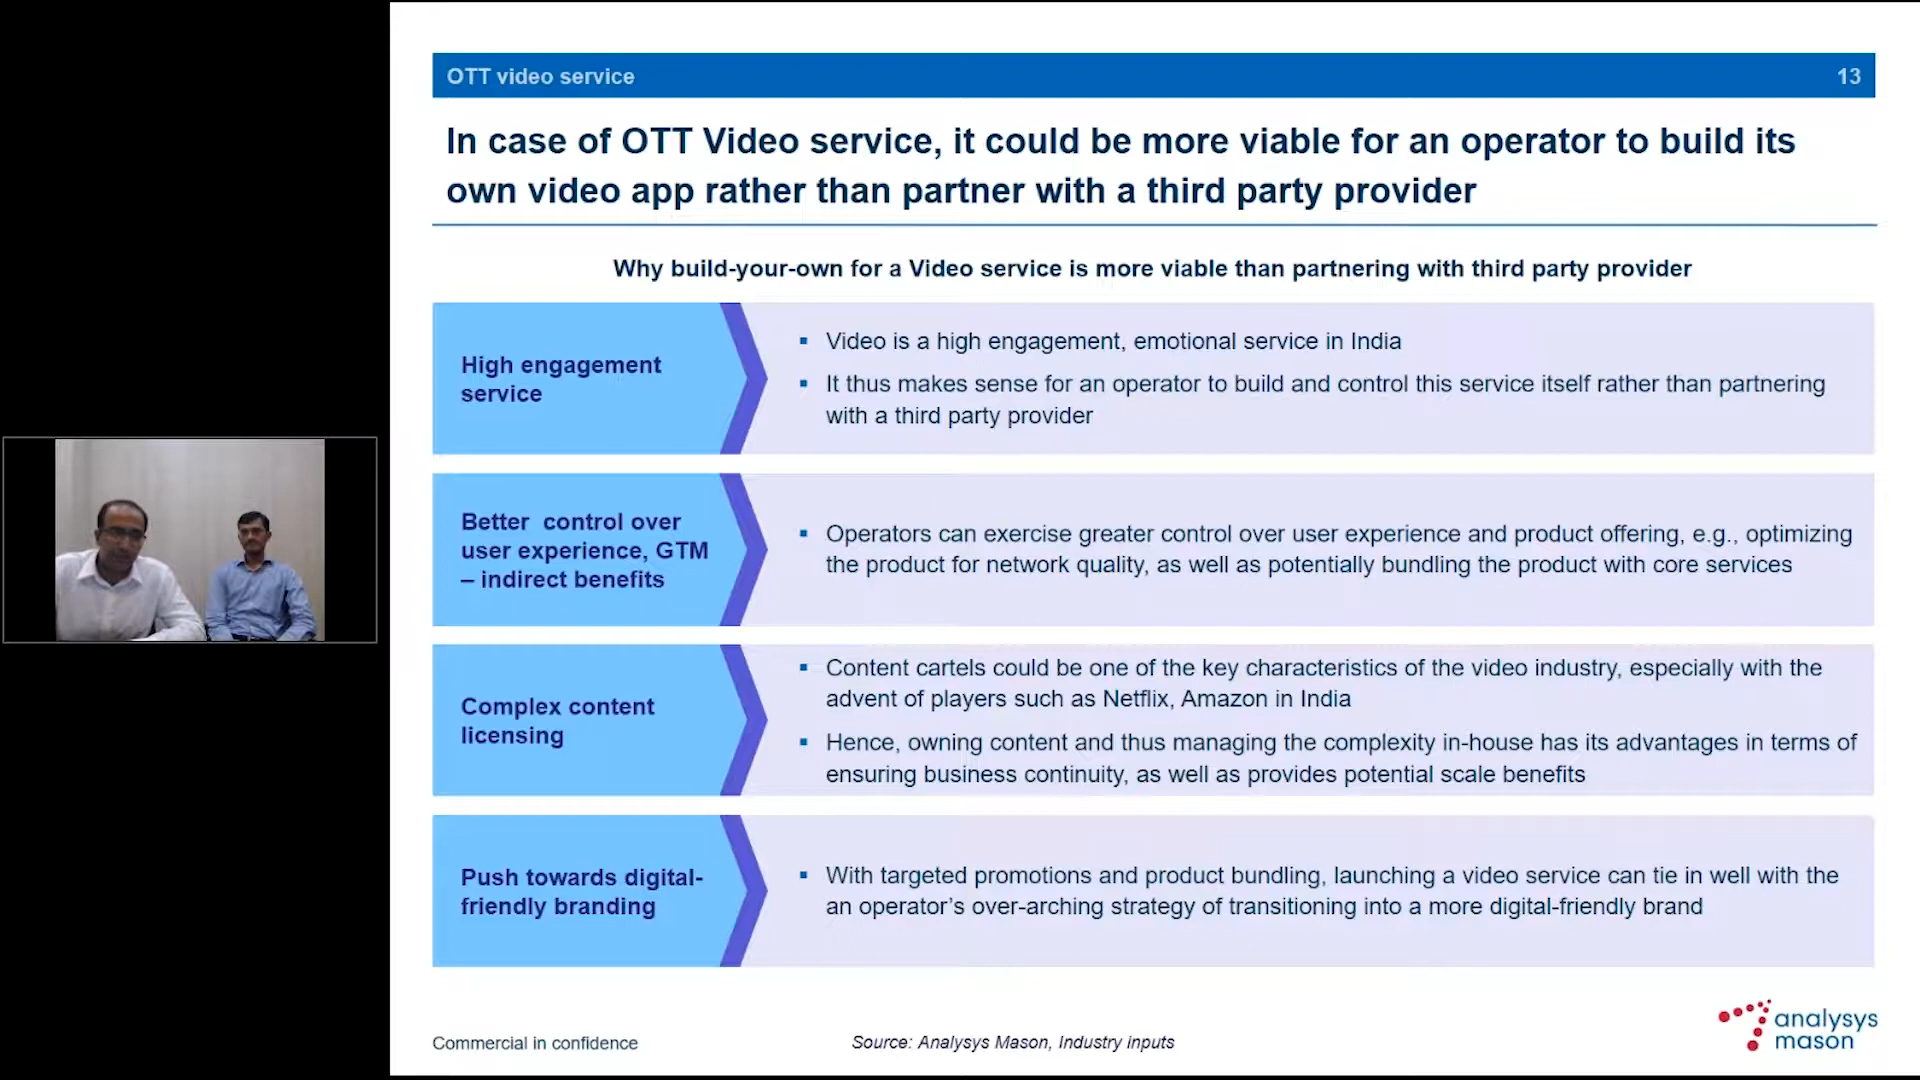 OTT video service 13
In case of OTT Video service, it could be more viable for an operator to build its
own video app rather than partner with a third party provider
Why build-your-own for a Video service is more viable than partnering with third party provider
High engagement
service
▪ Video is a high engagement, emotional service in India
▪ It thus makes sense for an operator to build and control this service itself rather than partnering
with a third party provider
Better control over
user experience, GTM
– indirect benefits
▪ Operators can exercise greater control over user experience and product offering, e.g., optimizing
the product for network quality, as well as potentially bundling the product with core services
Complex content
licensing
▪ Content cartels could be one of the key characteristics of the video industry, especially with the
advent of players such as Netflix, Amazon in India
▪ Hence, owning content and thus managing the complexity in-house has its advantages in terms of
ensuring business continuity, as well as provides potential scale benefits
Push towards digital-
friendly branding
▪ With targeted promotions and product bundling, launching a video service can tie in well with the
an operator’s over-arching strategy of transitioning into a more digital-friendly brand
Commercial in confidence
Source: Analysys Mason, Industry inputs
analysys
mason